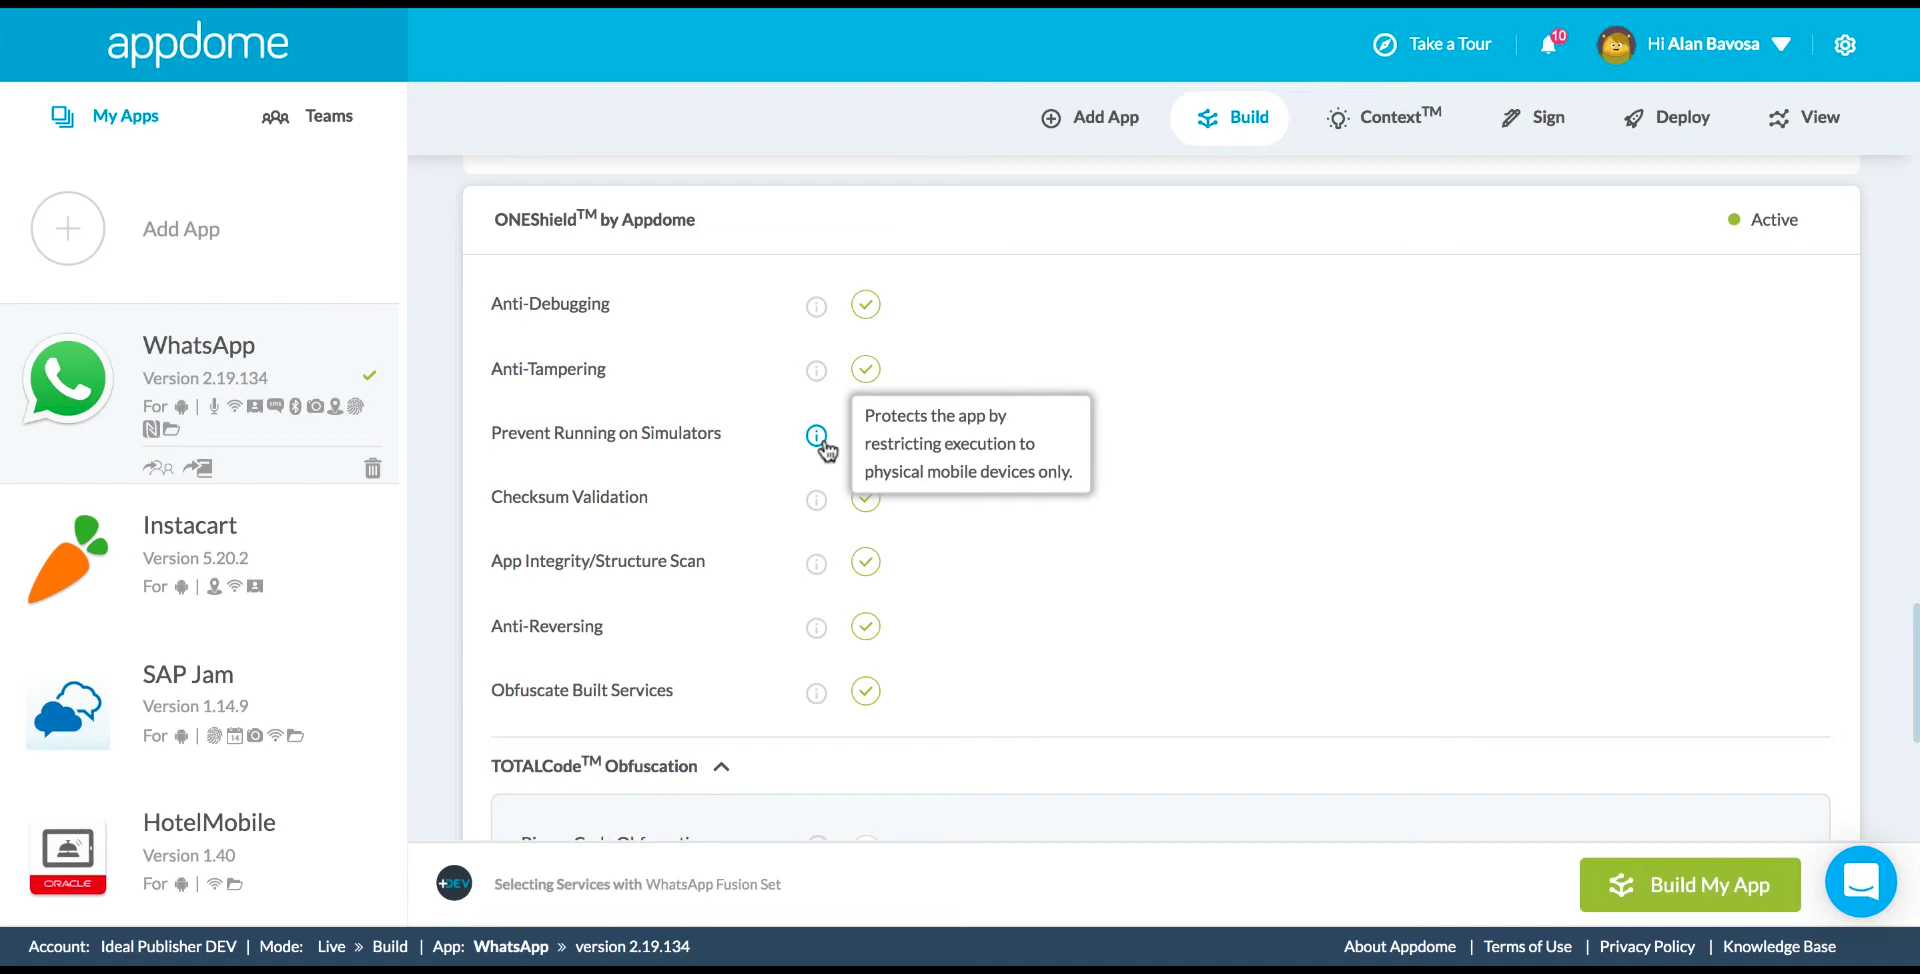 appdome
Take a Tour
10
Hi Alan Bavosa
My Apps
Teams
Add App
Build
Context™
Sign
Deploy
View
Add App
WhatsApp
Version 2.19.134
For
Instacart
Version 5.20.2
For
SAP Jam
Version 1.14.9
For
14
HotelMobile
Version 1.40
For
ORACLE
ONEShield™ by Appdome
Active
Anti-Debugging
Anti-Tampering
Prevent Running on Simulators
Protects the app by
restricting execution to
physical mobile devices only.
Checksum Validation
App Integrity/Structure Scan
Anti-Reversing
Obfuscate Built Services
TOTALCode™ Obfuscation
+DEV
Selecting Services with WhatsApp Fusion Set
Build My App
Account: Ideal Publisher DEV | Mode: Live » Build | App: WhatsApp » version 2.19.134
About Appdome | Terms of Use | Privacy Policy | Knowledge Base